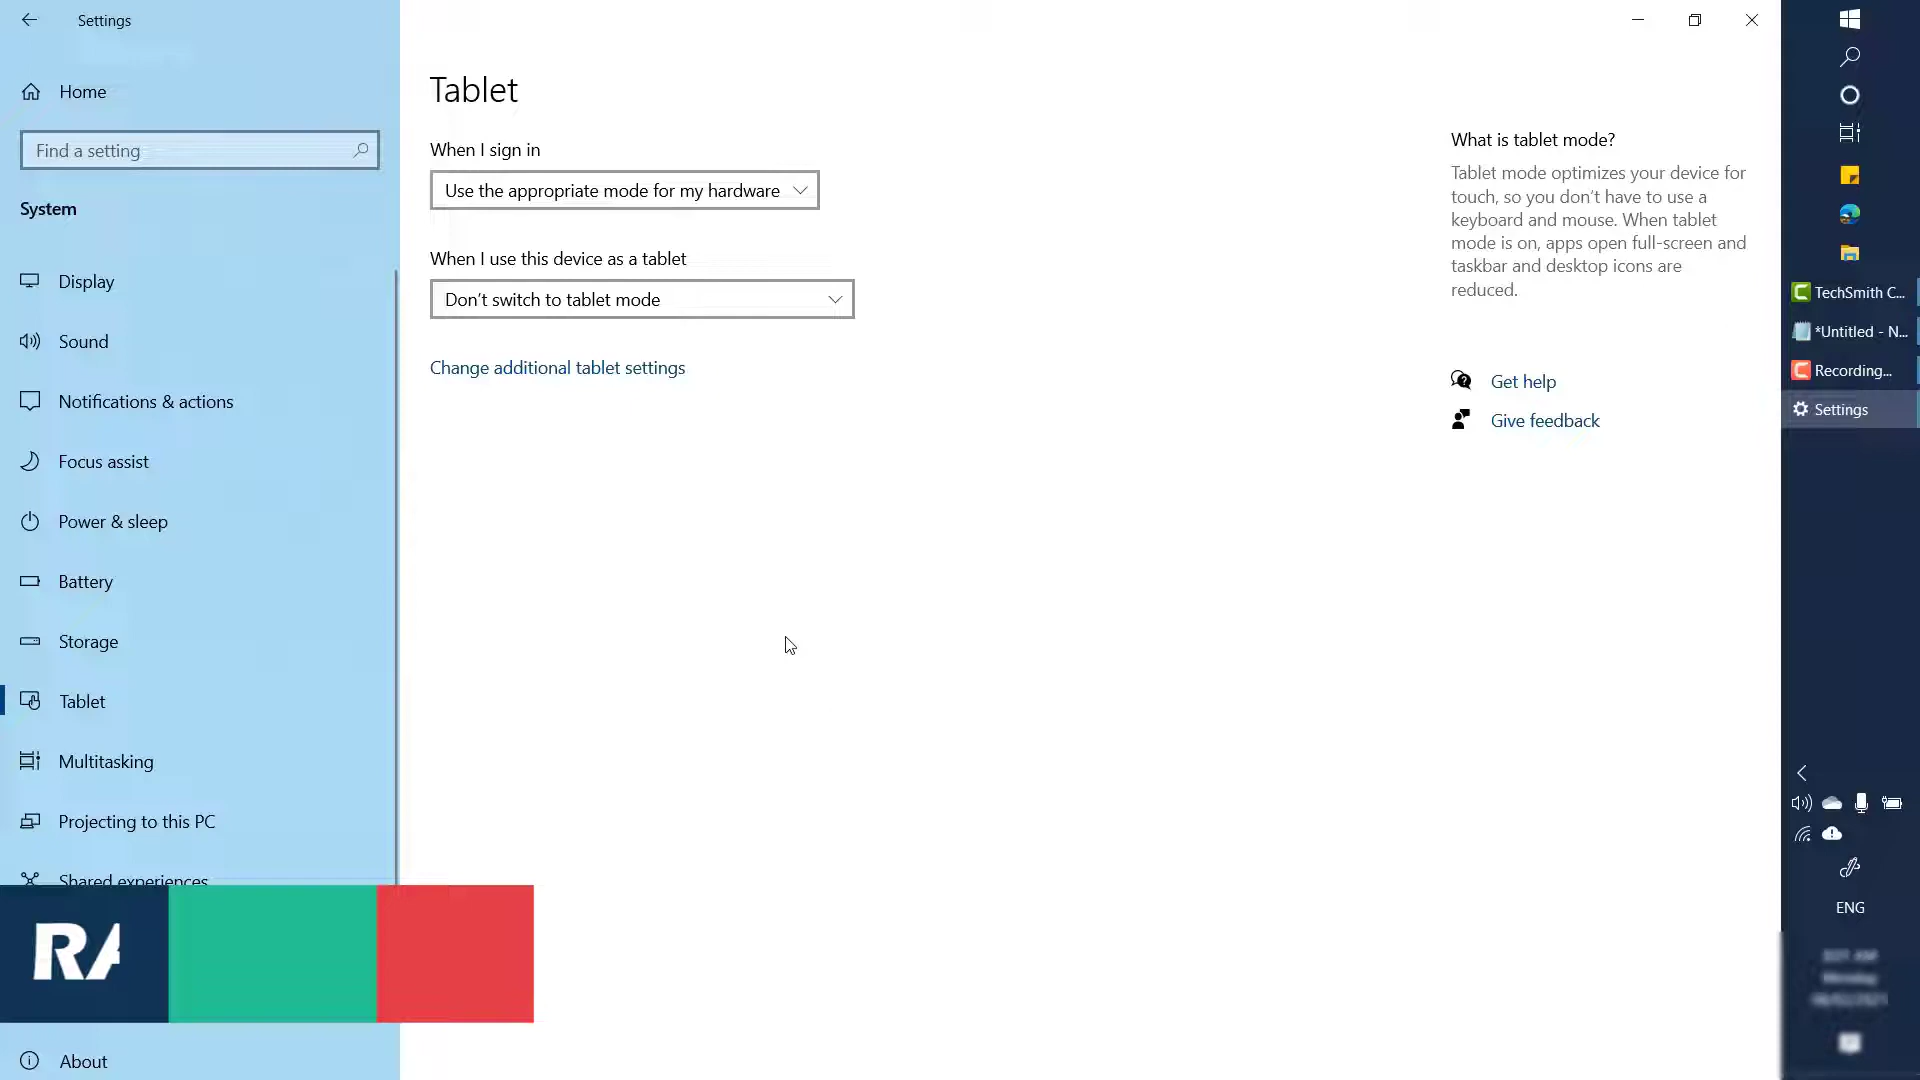 Settings
Home
Find a setting
System
Display
Sound
Notifications & actions
Focus assist
Power & sleep
Battery
Storage
Tablet
Multitasking
Projecting to this PC
Shared experiences
RA
About
Tablet
When I sign in
Use the appropriate mode for my hardware
When I use this device as a tablet
Don't switch to tablet mode
Change additional tablet settings
What is tablet mode?
Tablet mode optimizes your device for
touch, so you don't have to use a
keyboard and mouse. When tablet
mode is on, apps open full-screen and
taskbar and desktop icons are
reduced.
Get help
Give feedback
TechSmith C...
*Untitled - N...
Recording...
Settings
ENG